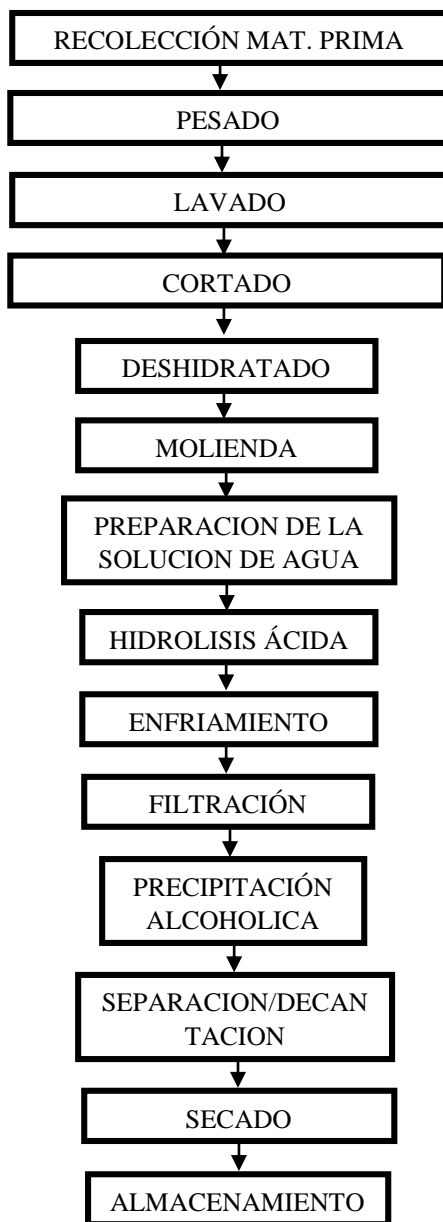 RECOLECCIÓN MAT. PRIMA
PESADO
LAVADO
CORTADO
DESHIDRATADO
MOLIENDA
PREPARACION DE LA
SOLUCION DE AGUA
HIDROLISIS ÁCIDA
ENFRIAMIENTO
FILTRACIÓN
PRECIPITACIÓN
ALCOHOLICA
SEPARACION/DECAN
TACION
SECADO
ALMACENAMIENTO